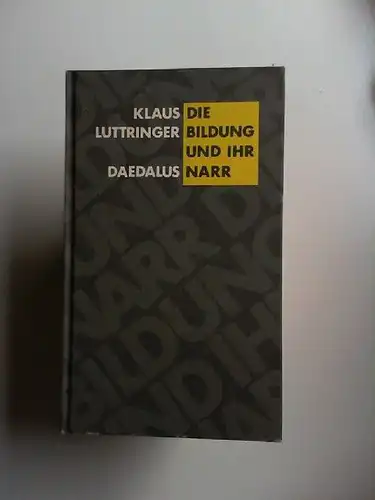 KLAUS
LUTTRINGER
DAEDALUS
DIE
BILDUNG
UND IHR
NARR